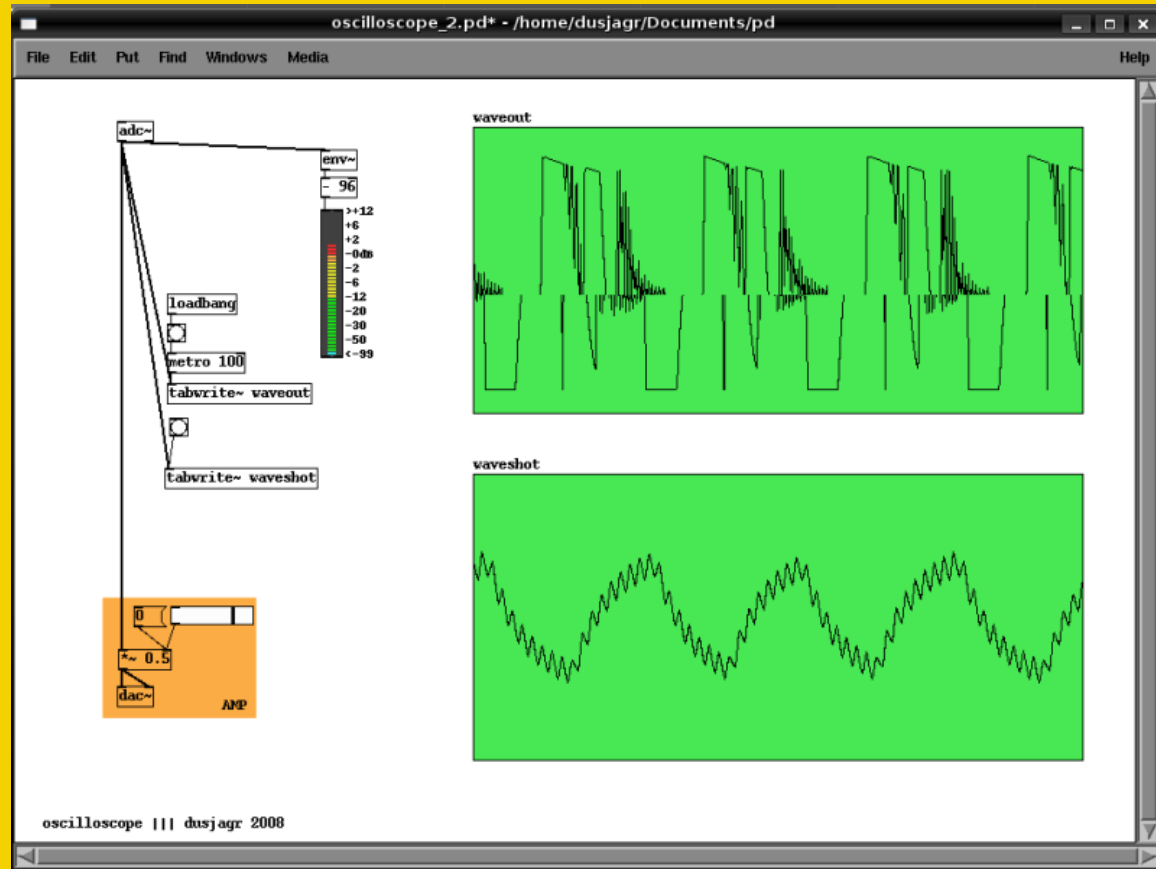 oscilloscope_2.pd* - /home/dusjagr/Documents/pd
File Edit Put Find Windows Media Help
adc~
env~
- 96
>+12
+6
+2
-0dB
-2
-6
-12
-20
-30
-50
<-99
loadbang
metro 100
tabwrite~ waveout
tabwrite~ waveshot
0
*~ 0.5
dac~
AMP
oscilloscope ||| dusjagr 2008
waveout
waveshot